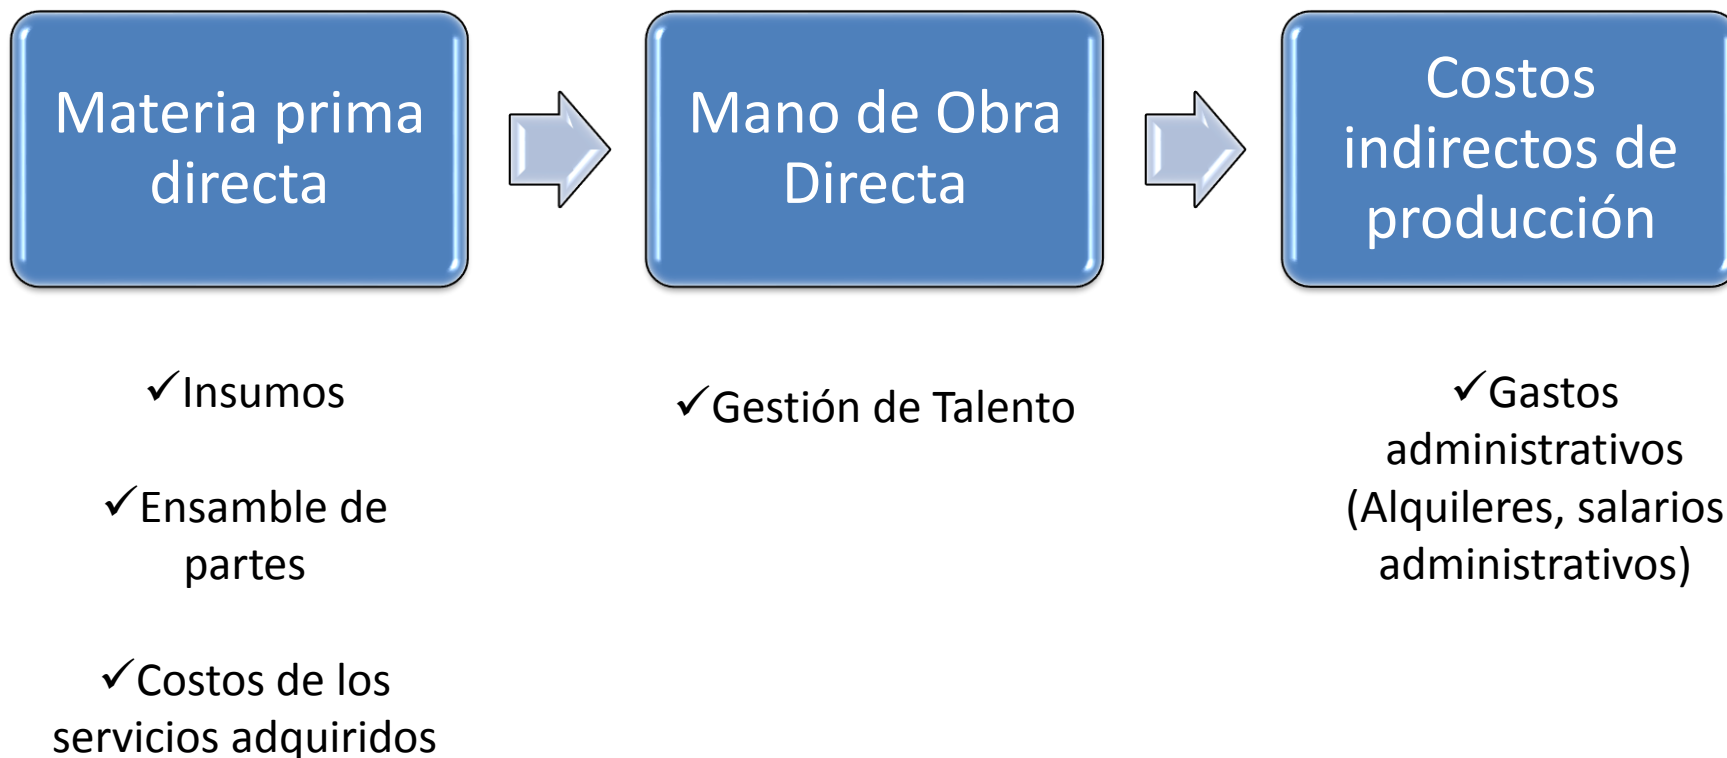 Materia prima
directa
Mano de Obra
Directa
Costos
indirectos de
producción
✓Insumos
✓Ensamble de
partes
✓Costos de los
servicios adquiridos
✓Gestión de Talento
✓Gastos
administrativos
(Alquileres, salarios
administrativos)